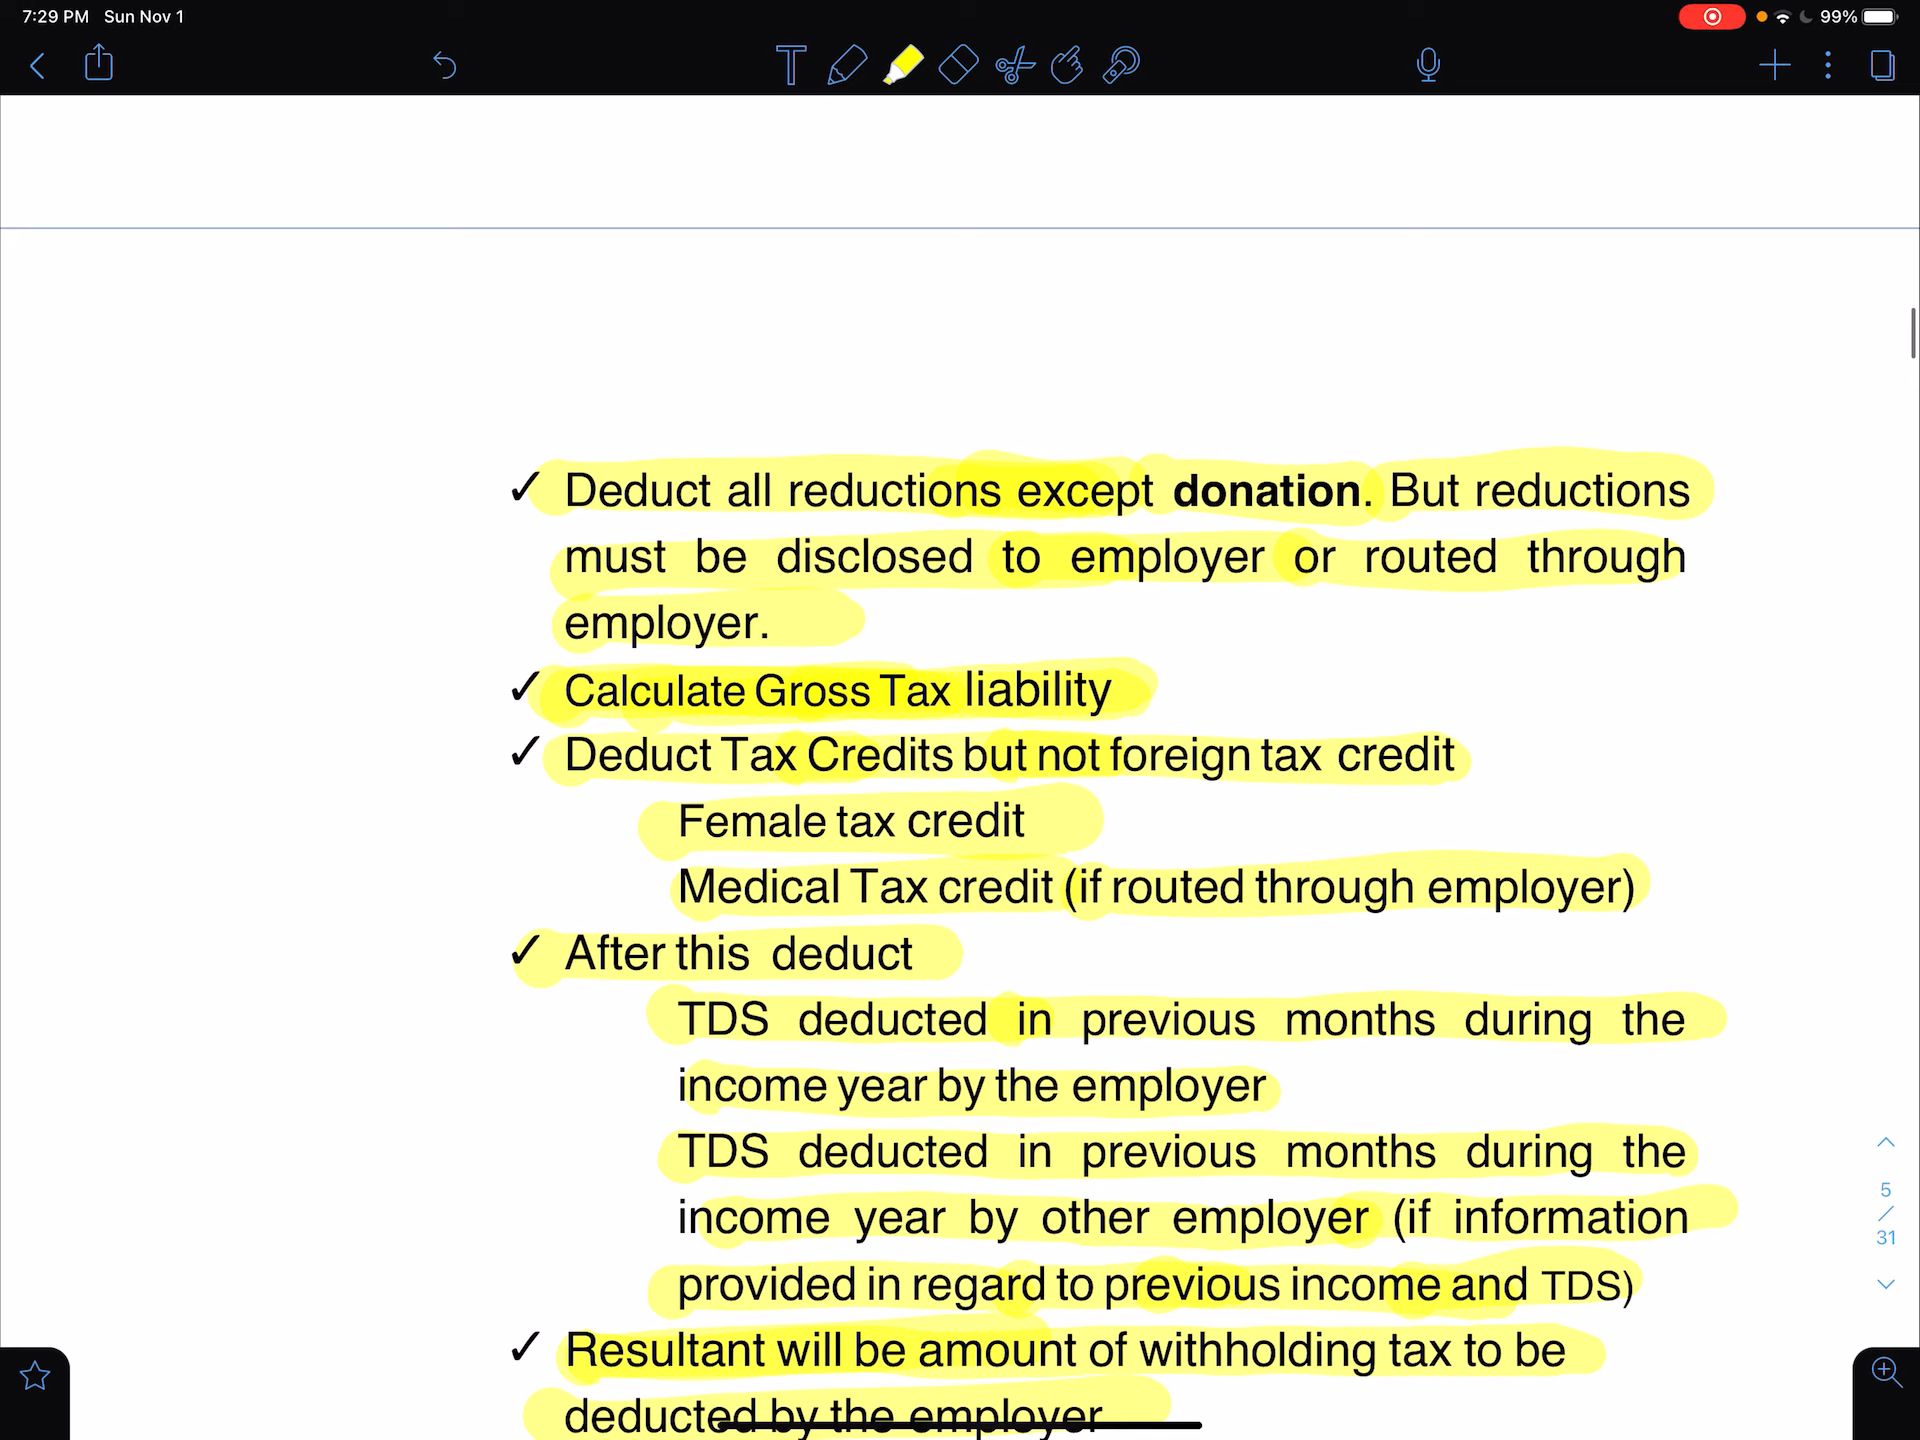 7:29 PM Sun Nov 1
99%
✓ Deduct all reductions except donation. But reductions
must be disclosed to employer or routed through
employer.
✓ Calculate Gross Tax liability
✓ Deduct Tax Credits but not foreign tax credit
Female tax credit
Medical Tax credit (if routed through employer)
✓ After this deduct
TDS deducted in previous months during the
income year by the employer
TDS deducted in previous months during the
income year by other employer (if information
provided in regard to previous income and TDS)
✓ Resultant will be amount of withholding tax to be
deducted by the employer
5
/
31